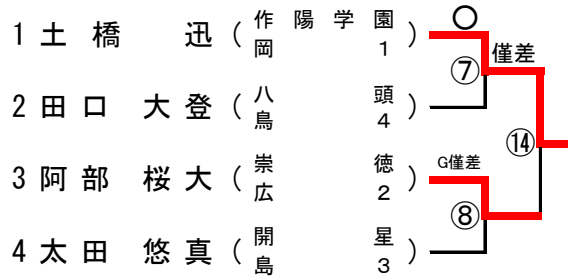 1 土橋 迅 (作陽学園 岡1) ○
⑦ 僅差
2 田口 大登 (八頭 鳥4)
⑭
3 阿部 桜大 (崇徳 広2) G僅差
⑧
4 太田 悠真 (開星 島3)